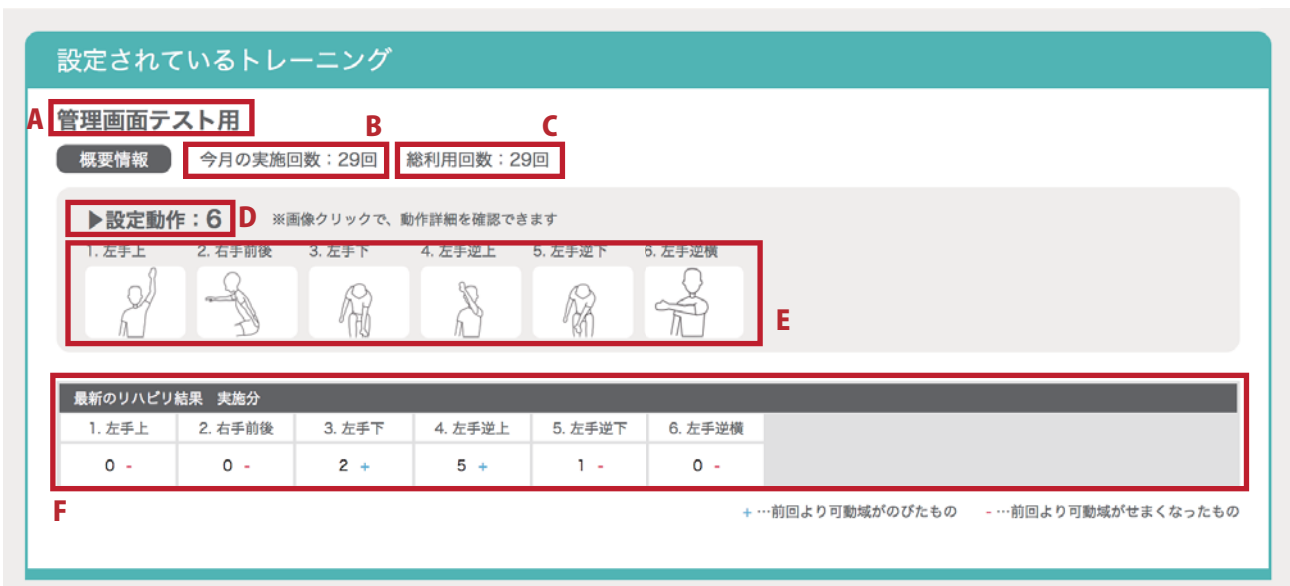 設定されているトレーニング
A 管理画面テスト用 B C
概要情報 今月の実施回数：29回 総利用回数：29回
▶設定動作：6 D ※画像クリックで、動作詳細を確認できます
1. 左手上 2. 右手前後 3. 左手下 4. 左手逆上 5. 左手逆下 6. 左手逆横
E
最新のリハビリ結果 実施分
1. 左手上 2. 右手前後 3. 左手下 4. 左手逆上 5. 左手逆下 6. 左手逆横
0 - 0 - 2 + 5 + 1 - 0 -
F
+ …前回より可動域がのびたもの - …前回より可動域がせまくなったもの